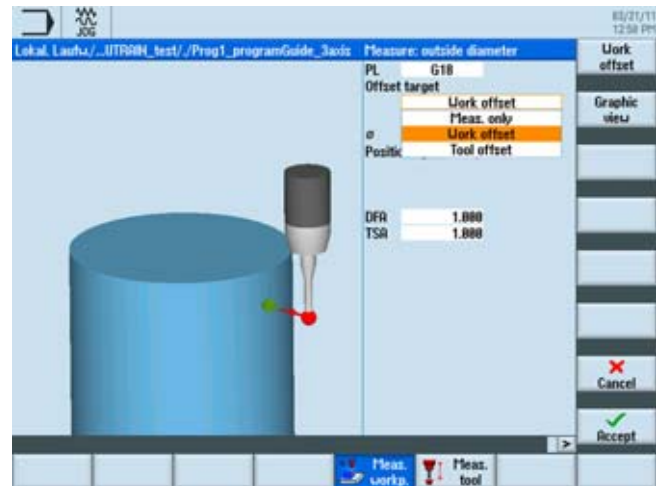 JOG
03/21/11
12:58 PM
Lokal. Laufw./...UTRAIN_test/./Prog1_programGuide_3axis
Measure: outside diameter
Work offset
PL G18
Offset target
Work offset
Graphic view
Meas. only
ø Work offset
Tool offset
DFA 1.000
TSA 1.000
Cancel
Accept
>
Meas. workp.
Meas. tool